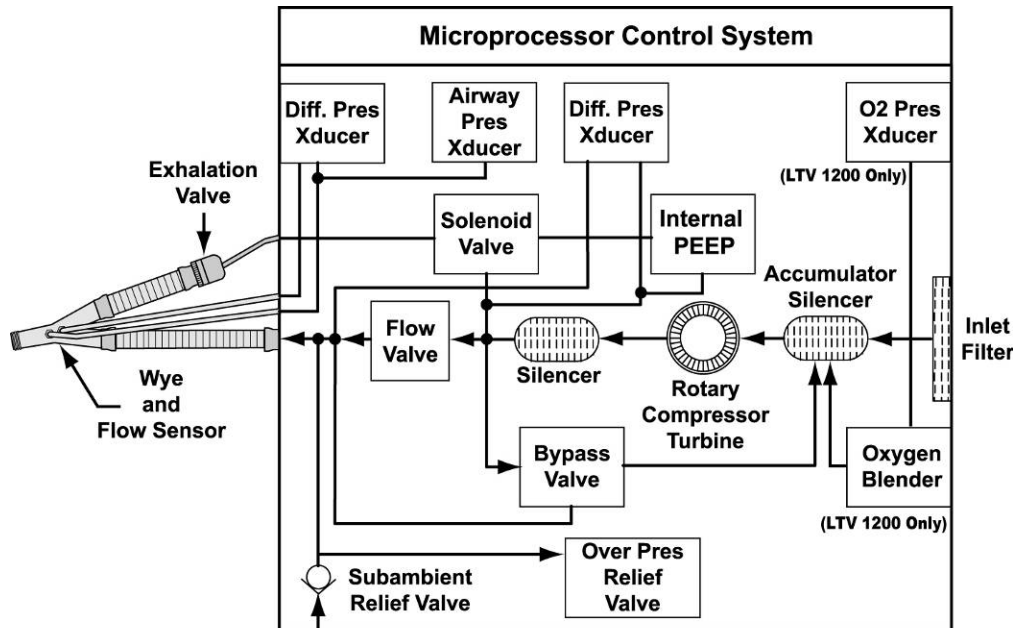 Microprocessor Control System
Diff. Pres
Xducer
Airway
Pres
Xducer
Diff. Pres
Xducer
O2 Pres
Xducer
(LTV 1200 Only)
Exhalation
Valve
Solenoid
Valve
Internal
PEEP
Accumulator
Silencer
Flow
Valve
Silencer
Rotary
Compressor
Turbine
Inlet
Filter
Wye
and
Flow Sensor
Bypass
Valve
Oxygen
Blender
(LTV 1200 Only)
Subambient
Relief Valve
Over Pres
Relief
Valve